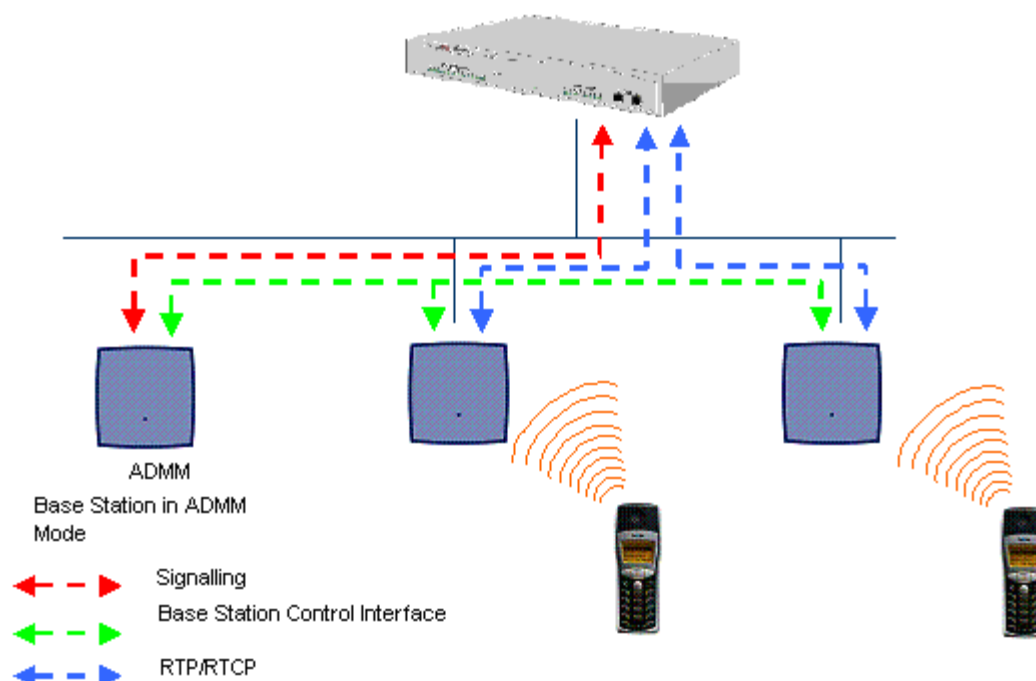 ADMM
Base Station in ADMM
Mode
Signalling
Base Station Control Interface
RTP/RTCP